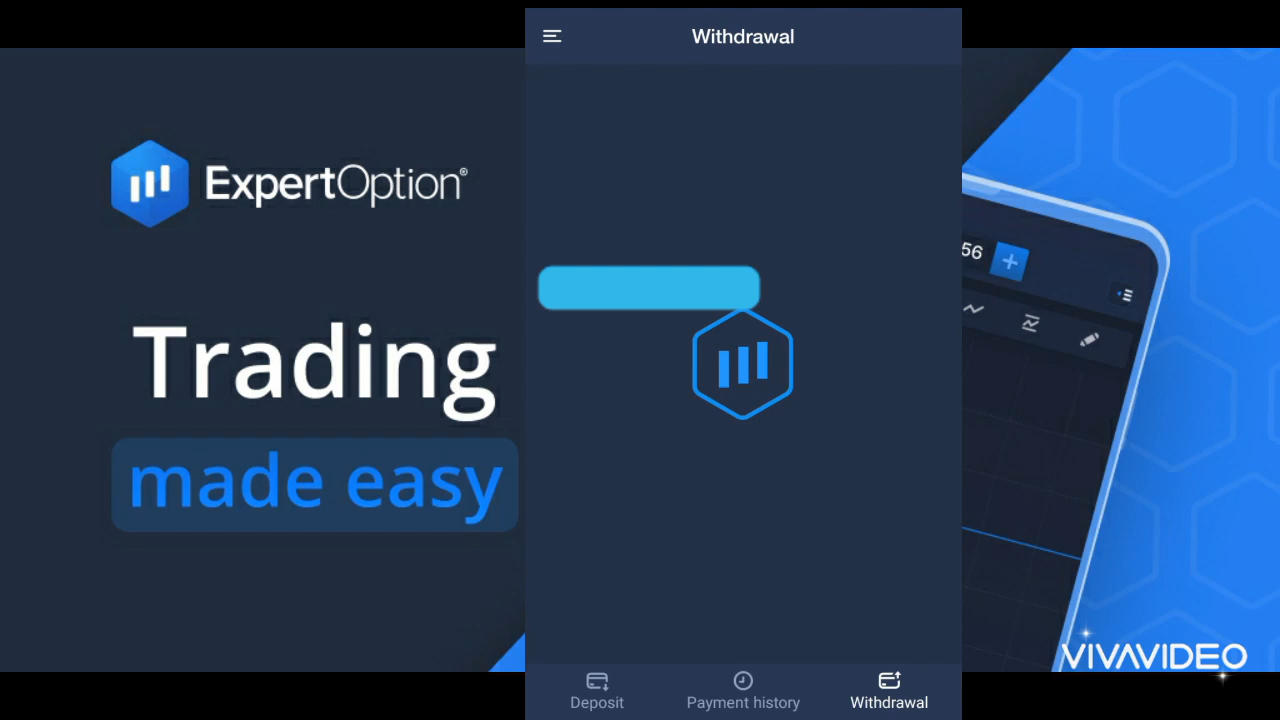 Withdrawal
ExpertOption®
Trading
made easy
56
Deposit
Payment history
Withdrawal
VIVAVIDEO